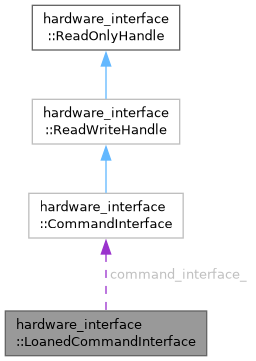 hardware_interface
::ReadOnlyHandle
hardware_interface
::ReadWriteHandle
hardware_interface
::CommandInterface
command_interface_
hardware_interface
::LoanedCommandInterface